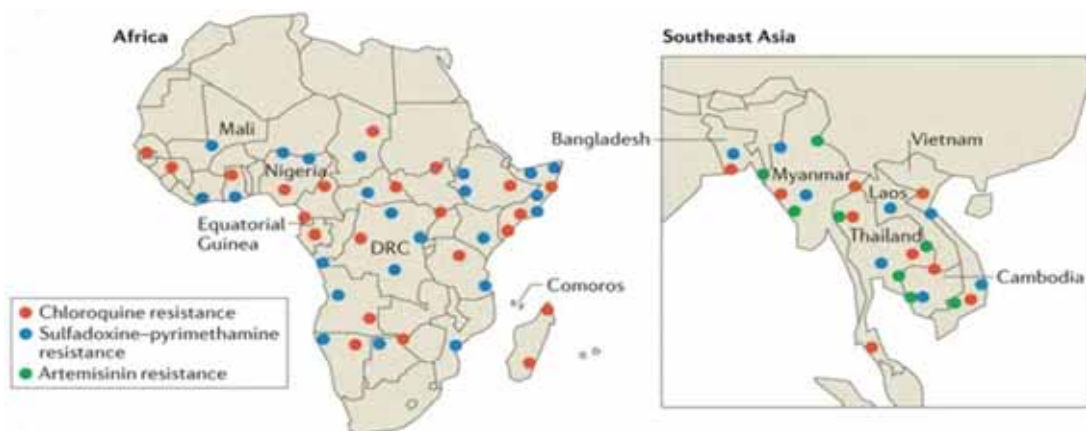 Africa
Mali
Nigeria
Equatorial
Guinea
DRC
Comoros
Chloroquine resistance
Sulfadoxine–pyrimethamine
resistance
Artemisinin resistance
Southeast Asia
Bangladesh
Vietnam
Myanmar
Laos
Thailand
Cambodia